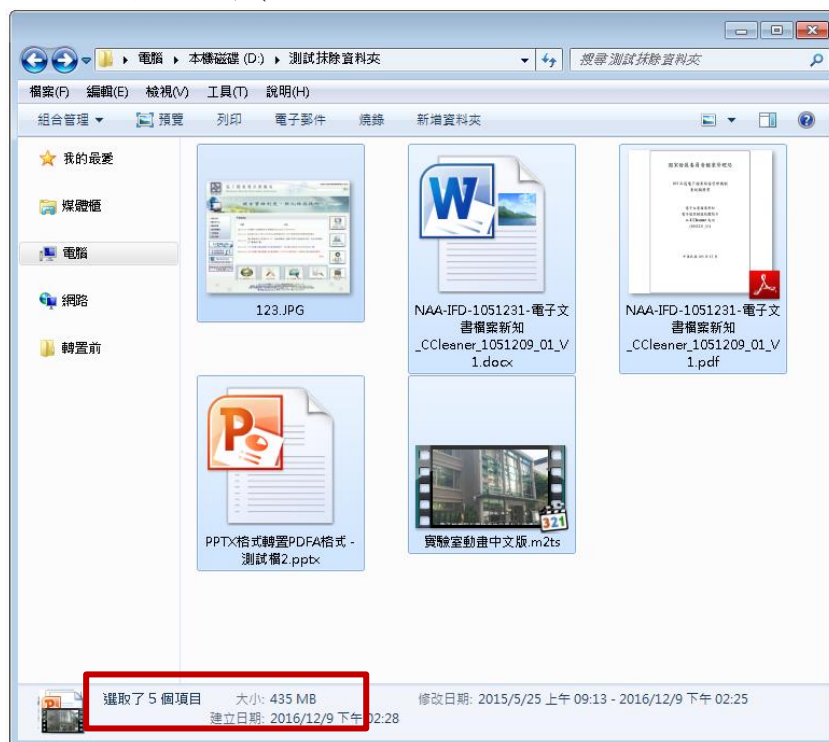 電腦 ▸ 本機磁碟 (D:) ▸ 測試抹除資料夾
搜尋 測試抹除資料夾
檔案(F) 編輯(E) 檢視(V) 工具(T) 說明(H)
組合管理 預覽 列印 電子郵件 燒錄 新增資料夾
我的最愛
媒體櫃
電腦
網路
轉置前
123.JPG
NAA-IFD-1051231-電子文
書檔案新知
_CCleaner_1051209_01_V
1.docx
NAA-IFD-1051231-電子文
書檔案新知
_CCleaner_1051209_01_V
1.pdf
PPTX格式轉置PDFA格式 -
測試檔2.pptx
321
實驗室動畫中文版.m2ts
選取了 5 個項目 大小: 435 MB 修改日期: 2015/5/25 上午 09:13 - 2016/12/9 下午 02:25
建立日期: 2016/12/9 下午 02:28